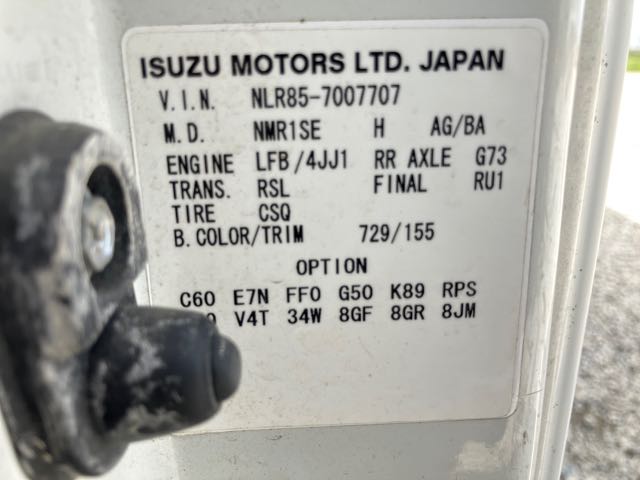 ISUZU MOTORS LTD. JAPAN
V.I.N. NLR85-7007707
M.D. NMR1SE H AG/BA
ENGINE LFB/4JJ1 RR AXLE G73
TRANS. RSL FINAL RU1
TIRE CSQ
B.COLOR/TRIM 729/155
OPTION
C60 E7N FF0 G50 K89 RPS
V4T 34W 8GF 8GR 8JM